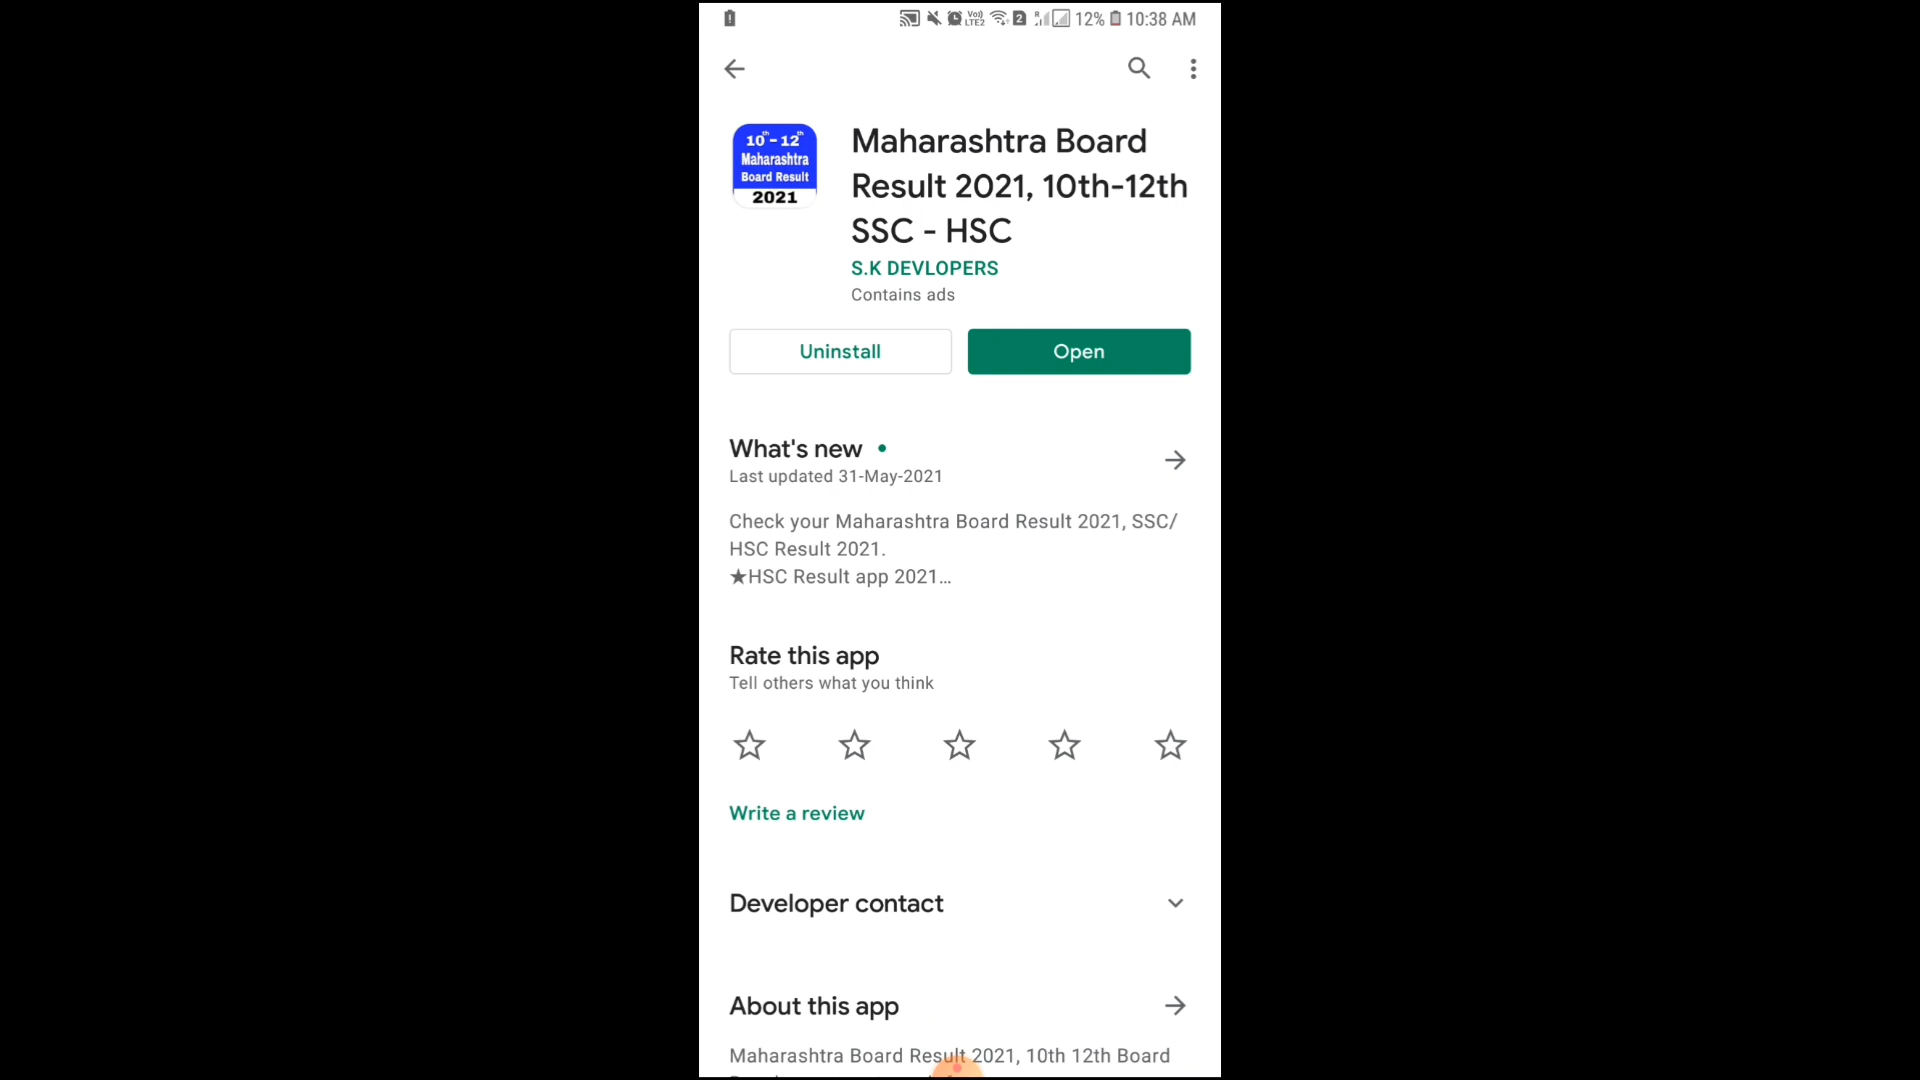 12% 10:38 AM
10th - 12th
Maharashtra
Board Result
2021
Maharashtra Board
Result 2021, 10th-12th
SSC - HSC
S.K DEVLOPERS
Contains ads
Uninstall
Open
What's new
Last updated 31-May-2021
Check your Maharashtra Board Result 2021, SSC/
HSC Result 2021.
★HSC Result app 2021…
Rate this app
Tell others what you think
Write a review
Developer contact
About this app
Maharashtra Board Result 2021, 10th 12th Board